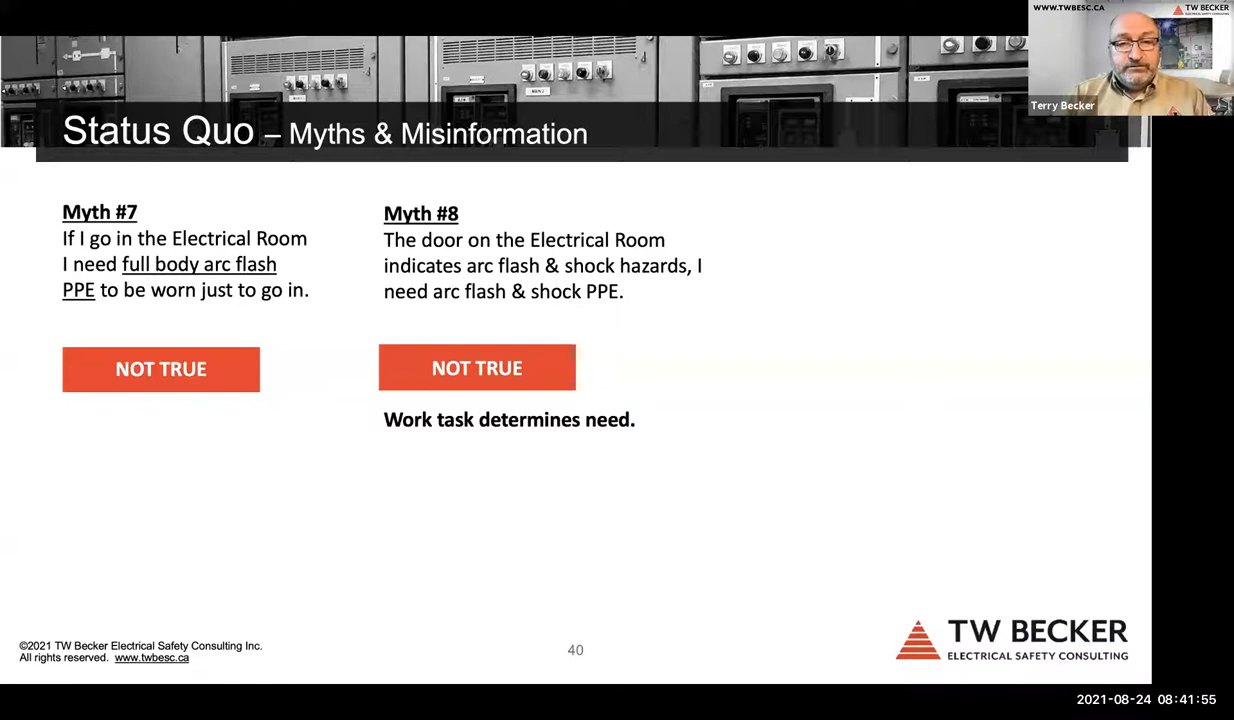 WWW.TWBESC.CA
TW BECKER
ELECTRICAL SAFETY CONSULTING
Terry Becker
Status Quo – Myths & Misinformation
Myth #7
If I go in the Electrical Room
I need full body arc flash
PPE to be worn just to go in.
NOT TRUE
Myth #8
The door on the Electrical Room
indicates arc flash & shock hazards, I
need arc flash & shock PPE.
NOT TRUE
Work task determines need.
©2021 TW Becker Electrical Safety Consulting Inc.
All rights reserved. www.twbesc.ca
40
TW BECKER
ELECTRICAL SAFETY CONSULTING
2021-08-24 08:41:55